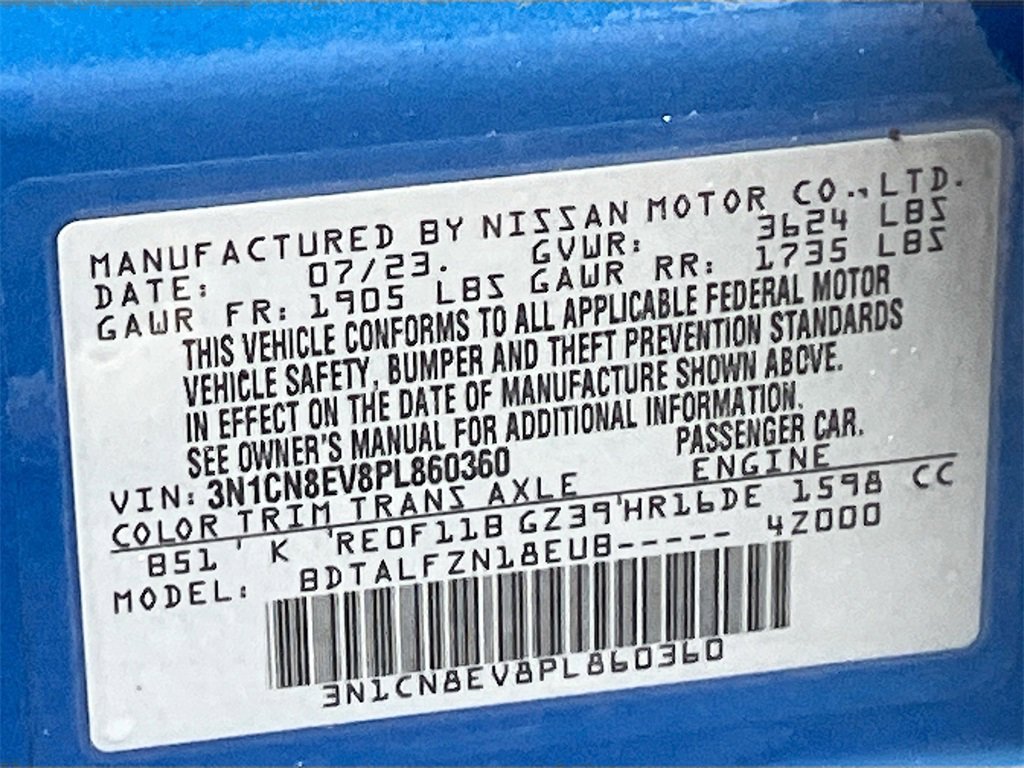 MANUFACTURED BY NISSAN MOTOR CO., LTD.
DATE: 07/23. GVWR: 3624 LBS
GAWR FR: 1905 LBS GAWR RR: 1735 LBS
THIS VEHICLE CONFORMS TO ALL APPLICABLE FEDERAL MOTOR
VEHICLE SAFETY, BUMPER AND THEFT PREVENTION STANDARDS
IN EFFECT ON THE DATE OF MANUFACTURE SHOWN ABOVE.
SEE OWNER'S MANUAL FOR ADDITIONAL INFORMATION.
VIN: 3N1CN8EV8PL860360 PASSENGER CAR.
COLOR TRIM TRANS AXLE ENGINE
B51 ' K 'RE0F11B GZ39'HR16DE 1598 CC
MODEL: BDTALFZN18EUB----- 4Z000
3N1CN8EV8PL860360